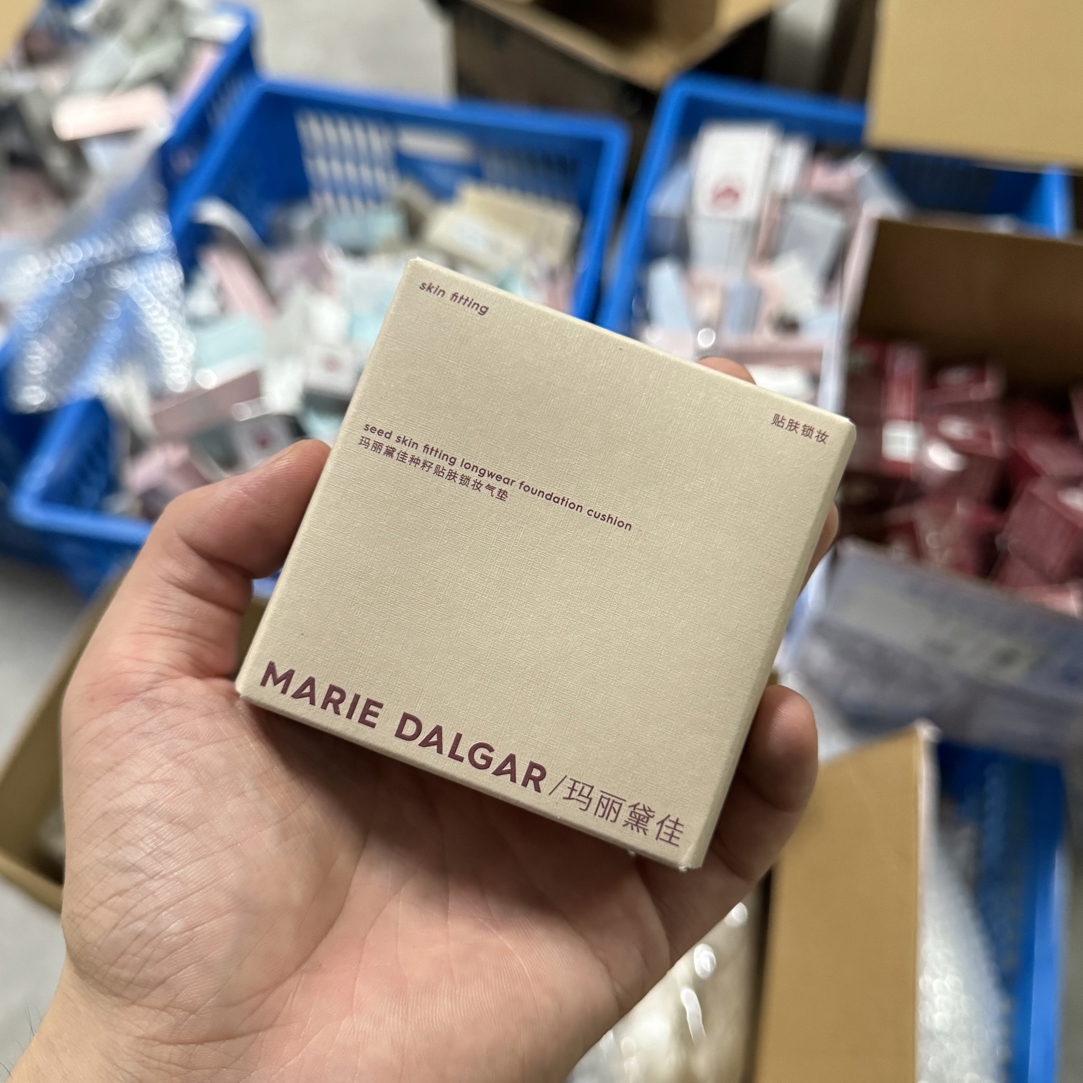 skin fitting
贴肤锁妆
seed skin fitting longwear foundation cushion
玛丽黛佳种籽贴肤锁妆气垫
MARIE DALGAR/玛丽黛佳